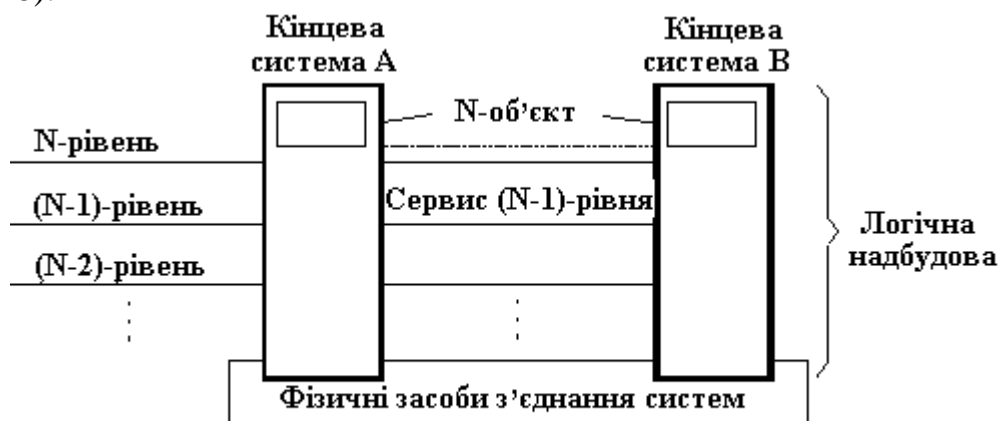 Кінцева
система A
Кінцева
система B
N-об’єкт
N-рівень
Сервис (N-1)-рівня
(N-1)-рівень
Логічна
надбудова
(N-2)-рівень
Фізичні засоби з’єднання систем